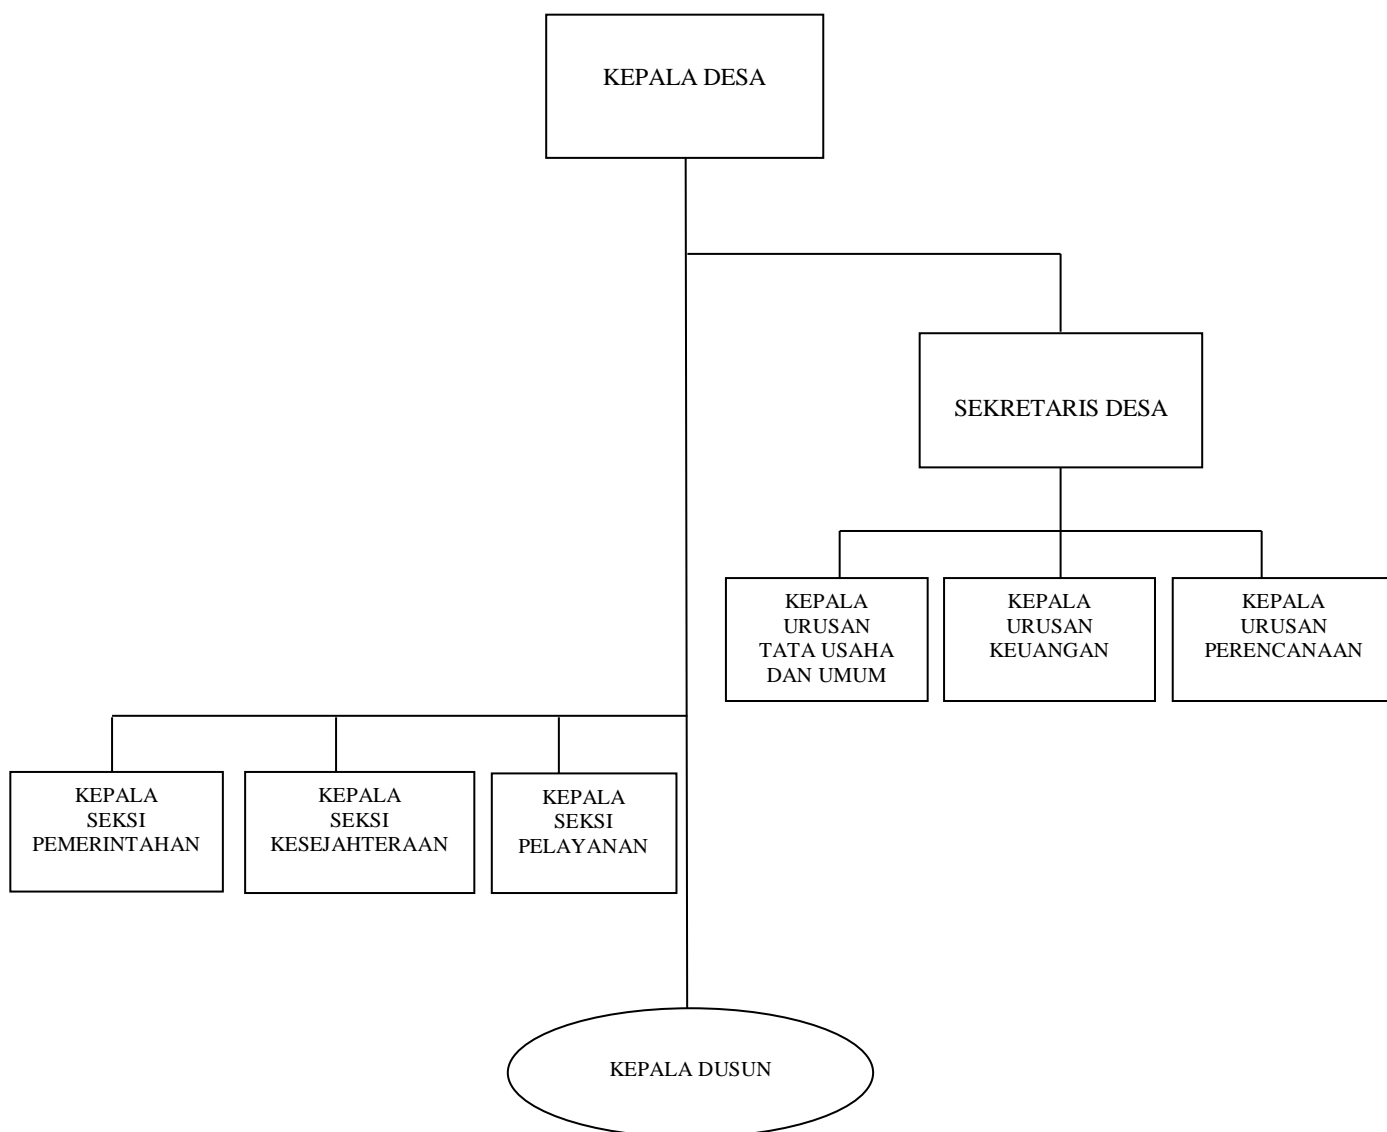 KEPALA DESA
SEKRETARIS DESA
KEPALA
URUSAN
TATA USAHA
DAN UMUM
KEPALA
URUSAN
KEUANGAN
KEPALA
URUSAN
PERENCANAAN
KEPALA
SEKSI
PEMERINTAHAN
KEPALA
SEKSI
KESEJAHTERAAN
KEPALA
SEKSI
PELAYANAN
KEPALA DUSUN